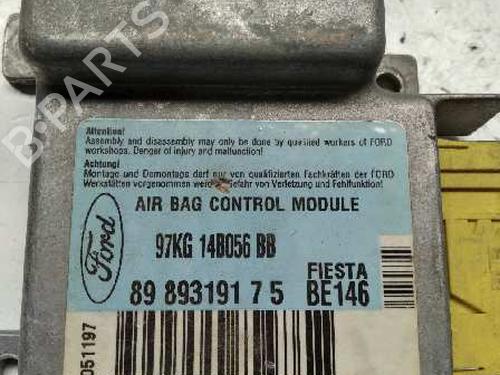 Attention!
Assembly and disassembly may only be done by qualified workers of FORD
workshops. Danger of injury and malfunction!
Achtung!
Montage und Demontage darf nur von qualifizierten Fachkräften der FORD
Werkstätten vorgenommen werden. Gefahr von Verletzung und Fehlfunktion!
AIR BAG CONTROL MODULE
Ford
97KG 14B056 BB
FIESTA
89 8931917 5 BE146
051197
B-PARTS